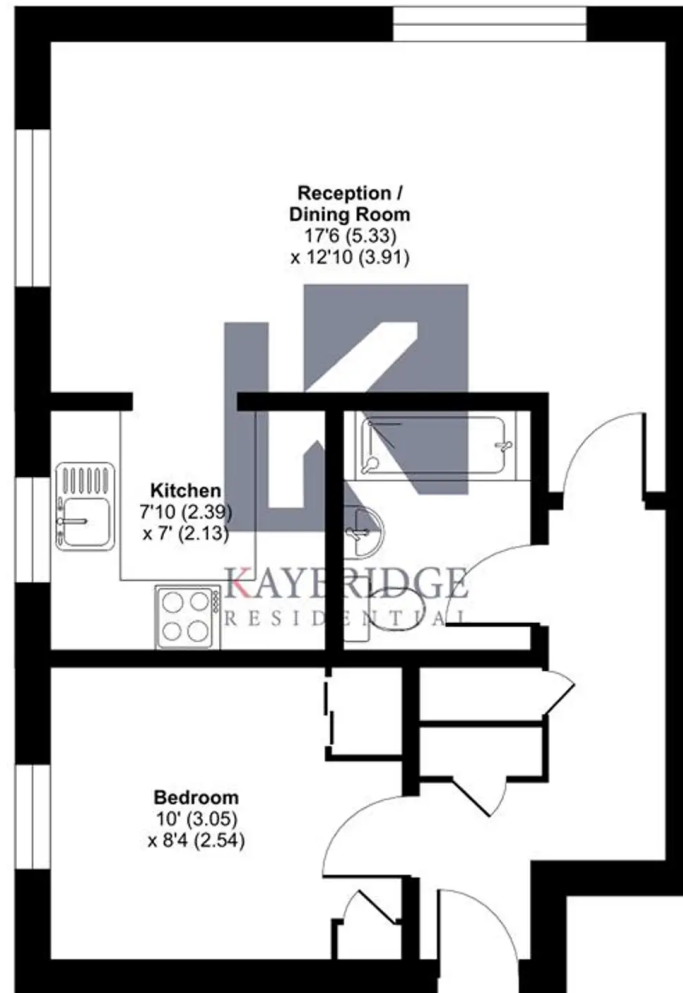 Reception /
Dining Room
17'6 (5.33)
x 12'10 (3.91)
Kitchen
7'10 (2.39)
x 7' (2.13)
KAYBRIDGE
RESIDENTIAL
Bedroom
10' (3.05)
x 8'4 (2.54)